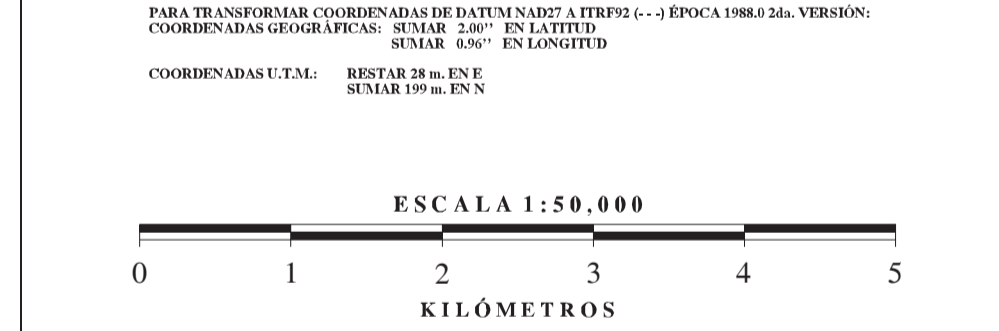 PARA TRANSFORMAR COORDENADAS DE DATUM NAD27 A ITRF92 (- - -) ÉPOCA 1988.0 2da. VERSIÓN:
COORDENADAS GEOGRÁFICAS: SUMAR 2.00’’ EN LATITUD
SUMAR 0.96’’ EN LONGITUD
COORDENADAS U.T.M.: RESTAR 28 m. EN E
SUMAR 199 m. EN N
ESCALA 1:50,000
0 1 2 3 4 5
KILÓMETROS